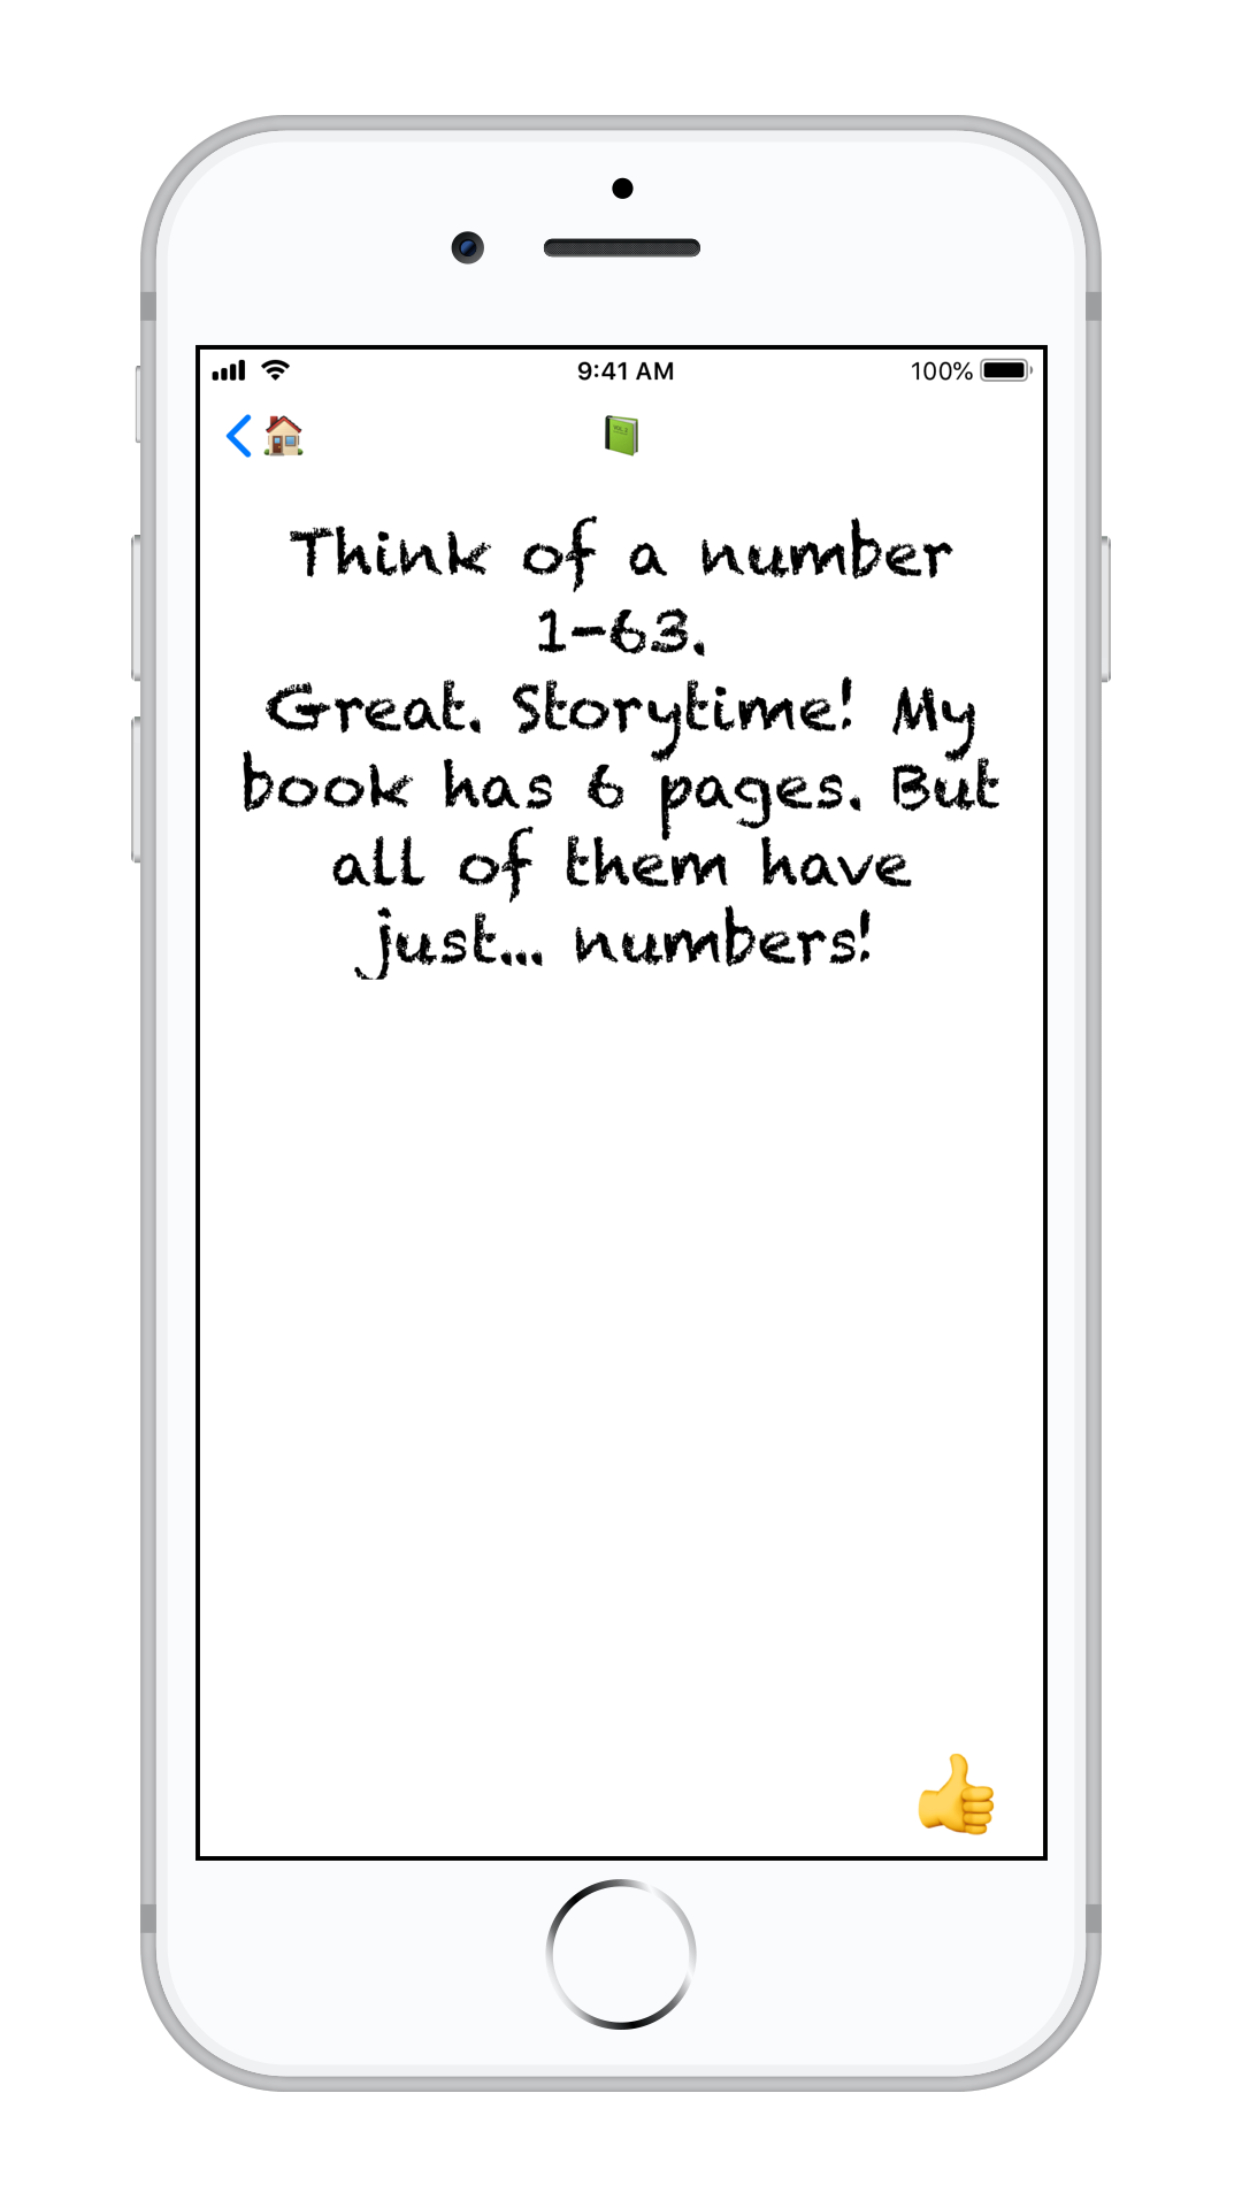 9:41 AM
100%
Think of a number
1-63.
Great. Storytime! My
book has 6 pages. But
all of them have
just... numbers!